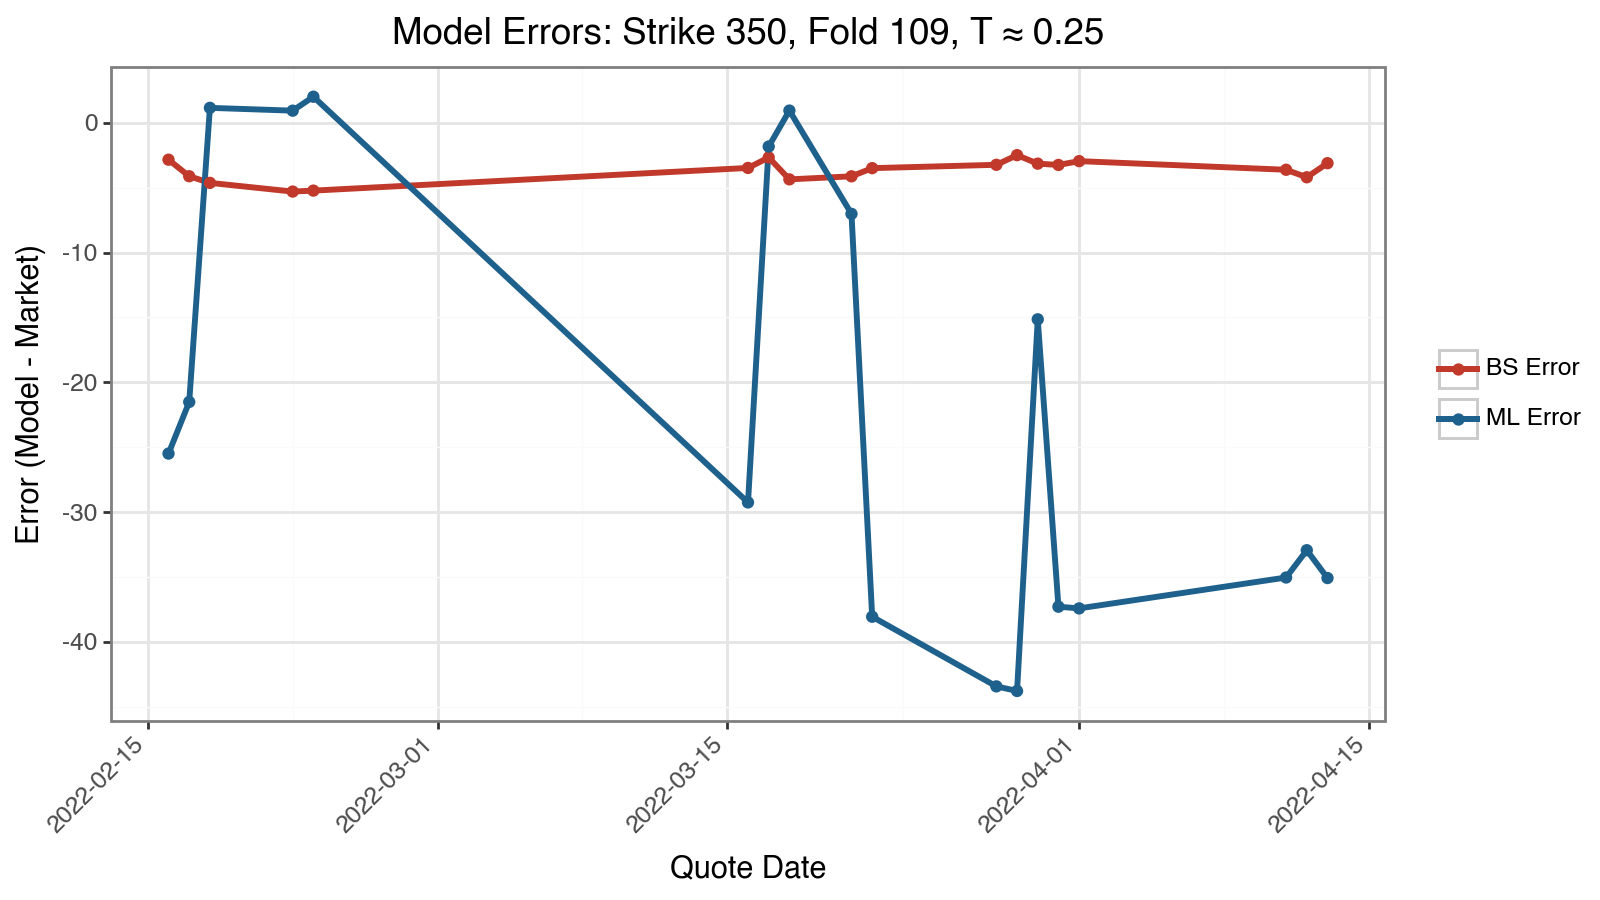 Model Errors: Strike 350, Fold 109, T ≈ 0.25
Error (Model - Market)
0
-10
-20
-30
-40
2022-02-15
2022-03-01
2022-03-15
2022-04-01
2022-04-15
Quote Date
BS Error
ML Error